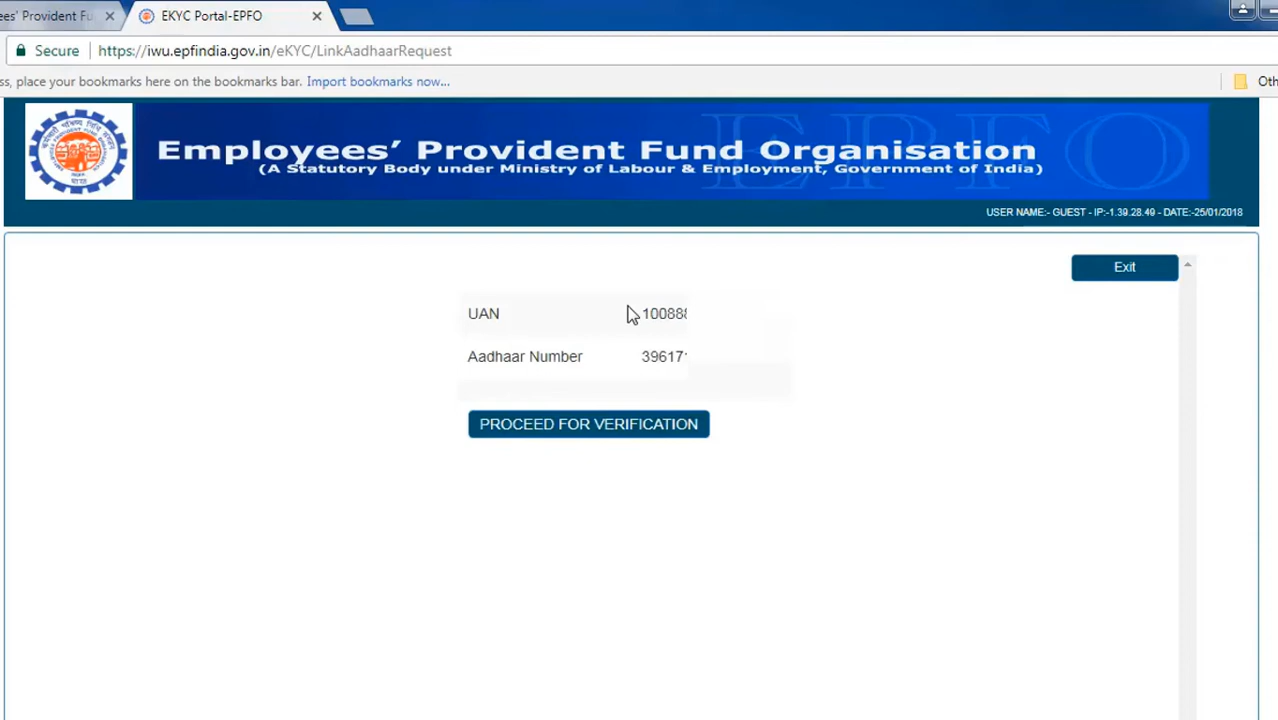 ees' Provident Fu
EKYC Portal-EPFO
Secure https://iwu.epfindia.gov.in/eKYC/LinkAadhaarRequest
ss, place your bookmarks here on the bookmarks bar. Import bookmarks now...
Oth
Employees' Provident Fund Organisation
(A Statutory Body under Ministry of Labour & Employment, Government of India)
EPFO
USER NAME:- GUEST - IP:-1.39.28.49 - DATE:-25/01/2018
Exit
UAN 100888
Aadhaar Number 39617
PROCEED FOR VERIFICATION